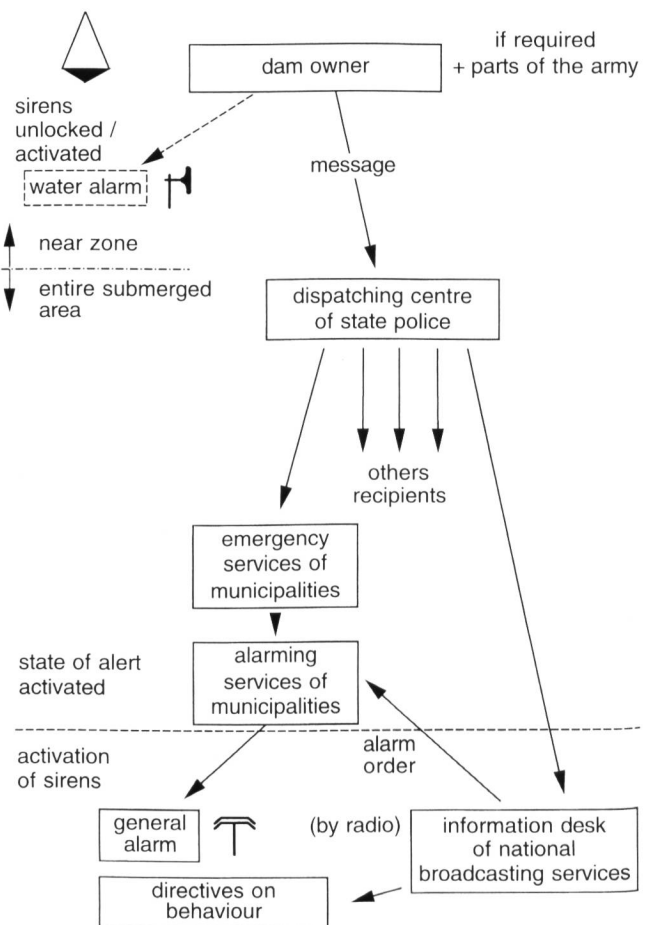 if required
dam owner
+ parts of the army
sirens
unlocked /
activated
water alarm
message
near zone
entire submerged
area
dispatching centre
of state police
others
recipients
emergency
services of
municipalities
state of alert
activated
alarming
services of
municipalities
activation
of sirens
alarm
order
general
alarm
(by radio)
information desk
of national
broadcasting services
directives on
behaviour